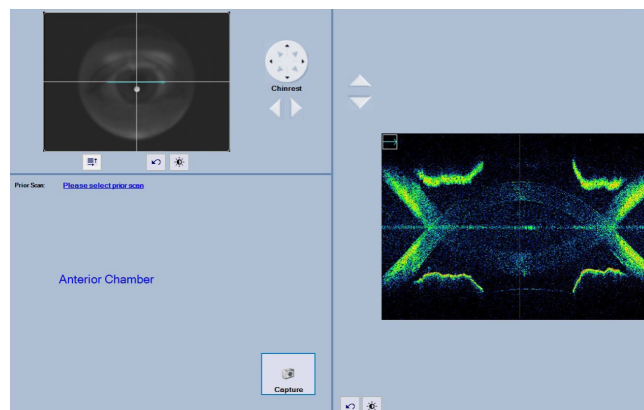 Chinrest
Prior Scan: Please select prior scan
Anterior Chamber
Capture